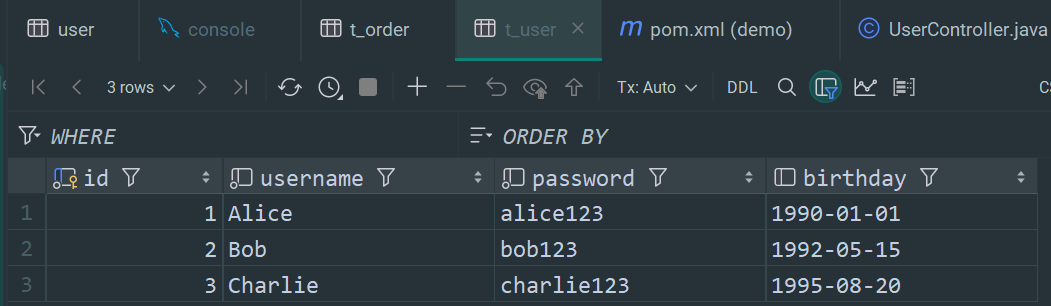 user console t_order t_user pom.xml (demo) UserController.java
3 rows Tx: Auto DDL CS
WHERE ORDER BY
id username password birthday
1 1 Alice alice123 1990-01-01
2 2 Bob bob123 1992-05-15
3 3 Charlie charlie123 1995-08-20